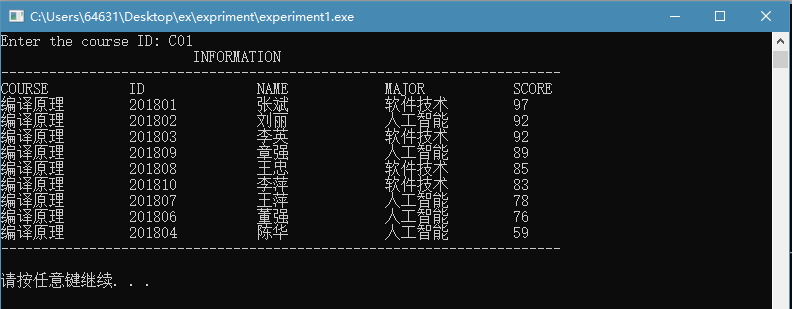 C:\Users\64631\Desktop\ex\expriment\experiment1.exe
Enter the course ID: C01
INFORMATION
----------------------------------------------------------------------
COURSE ID NAME MAJOR SCORE
编译原理 201801 张斌 软件技术 97
编译原理 201802 刘丽 人工智能 92
编译原理 201803 李英 人工智能 92
编译原理 201809 章强 人工智能 89
编译原理 201808 王忠 软件技术 85
编译原理 201810 李萍 软件技术 83
编译原理 201807 王萍 人工智能 78
编译原理 201806 董强 人工智能 76
编译原理 201804 陈华 人工智能 59
----------------------------------------------------------------------
请按任意键继续. . .